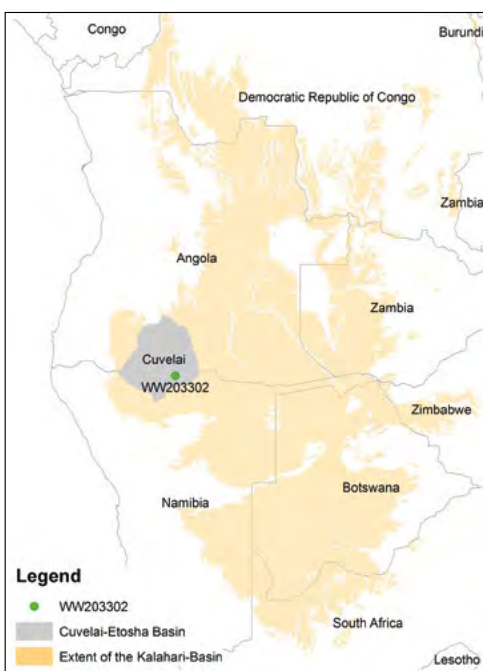 Congo
Burundi
Democratic Republic of Congo
Zambia
Angola
Zambia
Cuvelai
WW203302
Zimbabwe
Botswana
Namibia
Legend
WW203302
Cuvelai-Etosha Basin
Extent of the Kalahari-Basin
South Africa
Lesotho